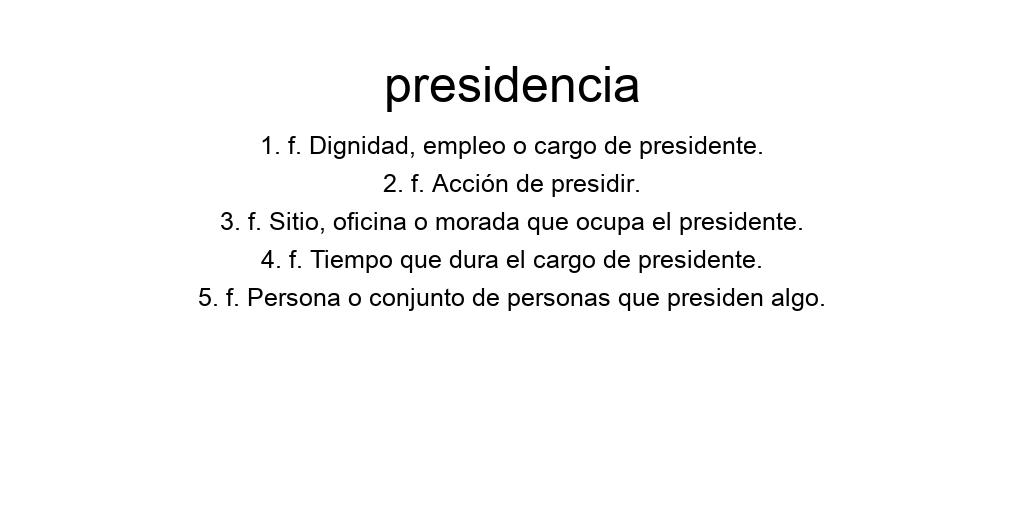 presidencia
1. f. Dignidad, empleo o cargo de presidente.
2. f. Acción de presidir.
3. f. Sitio, oficina o morada que ocupa el presidente.
4. f. Tiempo que dura el cargo de presidente.
5. f. Persona o conjunto de personas que presiden algo.